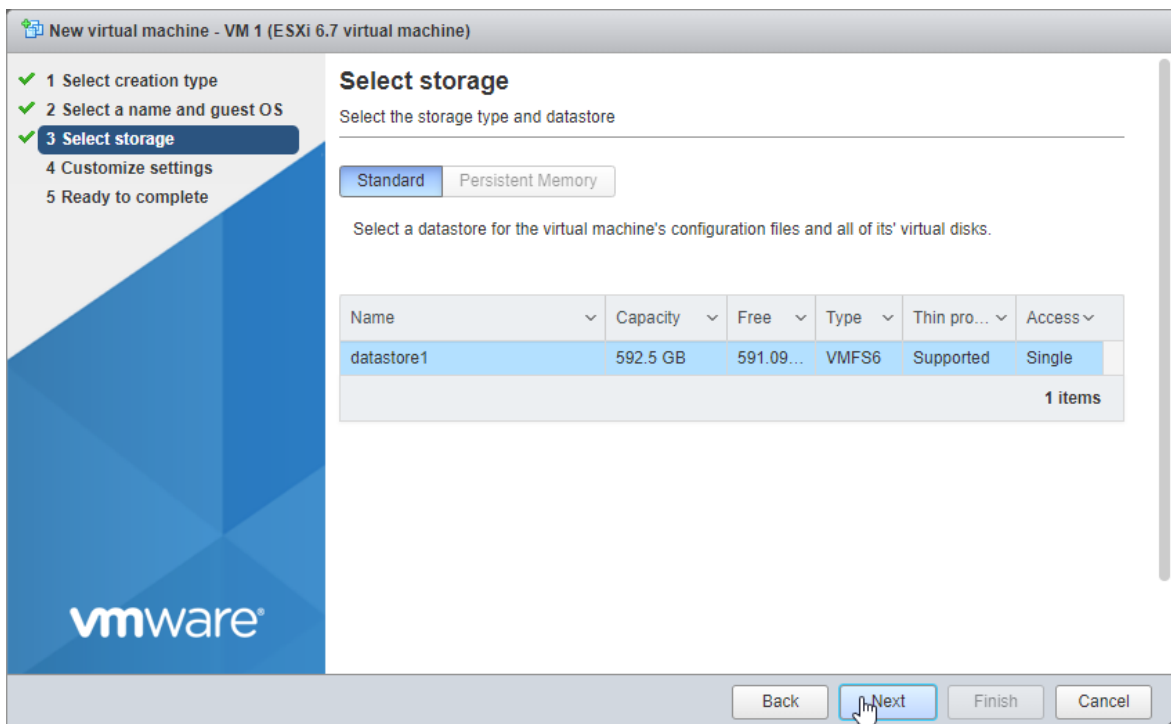 New virtual machine - VM 1 (ESXi 6.7 virtual machine)
1 Select creation type
2 Select a name and guest OS
3 Select storage
4 Customize settings
5 Ready to complete
vmware®
Select storage
Select the storage type and datastore
Standard Persistent Memory
Select a datastore for the virtual machine's configuration files and all of its' virtual disks.
Name Capacity Free Type Thin pro... Access
datastore1 592.5 GB 591.09... VMFS6 Supported Single
1 items
Back Next Finish Cancel